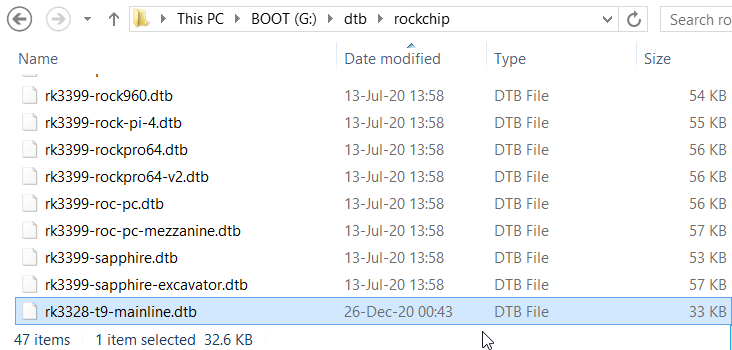 This PC BOOT (G:) dtb rockchip Search ro
Name Date modified Type Size
rk3399-rock960.dtb 13-Jul-20 13:58 DTB File 54 KB
rk3399-rock-pi-4.dtb 13-Jul-20 13:58 DTB File 55 KB
rk3399-rockpro64.dtb 13-Jul-20 13:58 DTB File 56 KB
rk3399-rockpro64-v2.dtb 13-Jul-20 13:58 DTB File 56 KB
rk3399-roc-pc.dtb 13-Jul-20 13:58 DTB File 56 KB
rk3399-roc-pc-mezzanine.dtb 13-Jul-20 13:58 DTB File 57 KB
rk3399-sapphire.dtb 13-Jul-20 13:58 DTB File 53 KB
rk3399-sapphire-excavator.dtb 13-Jul-20 13:58 DTB File 57 KB
rk3328-t9-mainline.dtb 26-Dec-20 00:43 DTB File 33 KB
47 items 1 item selected 32.6 KB